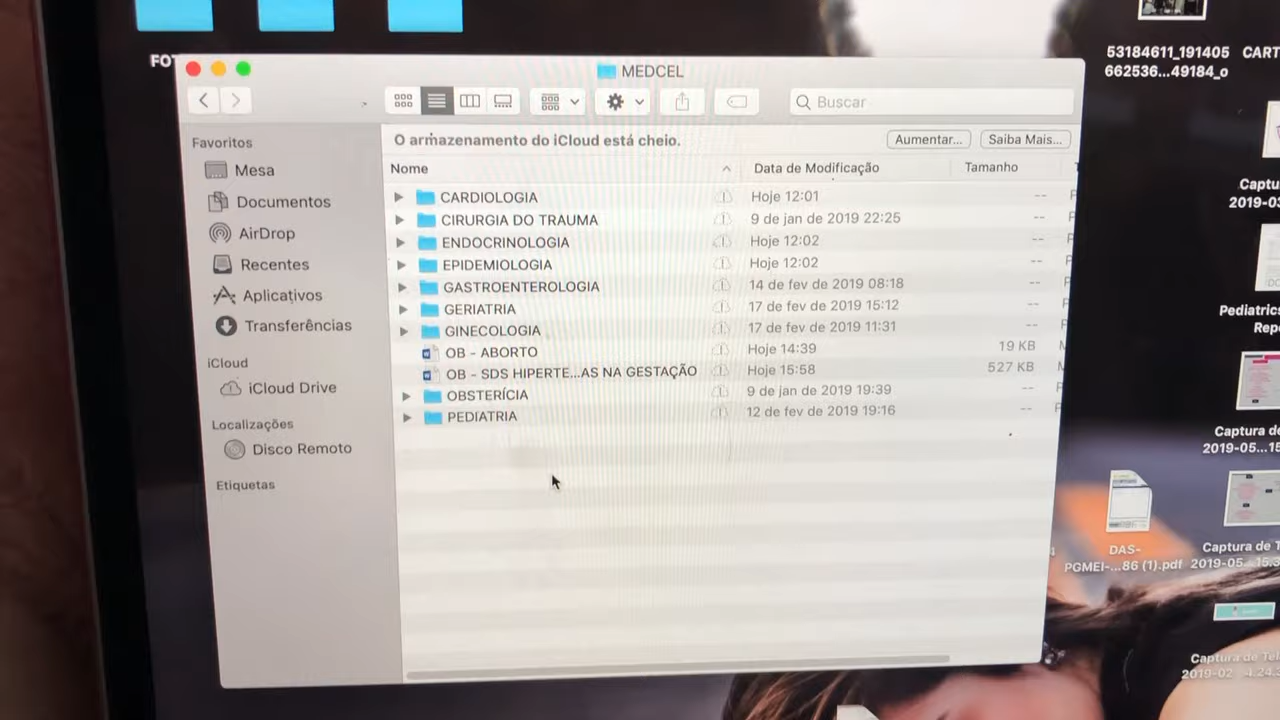 FOT
53184611_191405
662536...49184_o
CART
MEDCEL
Buscar
Favoritos
Mesa
Documentos
AirDrop
Recentes
Aplicativos
Transferências
iCloud
iCloud Drive
Localizações
Disco Remoto
Etiquetas
O armazenamento do iCloud está cheio.
Aumentar...
Saiba Mais...
Nome Data de Modificação Tamanho
CARDIOLOGIA Hoje 12:01 --
CIRURGIA DO TRAUMA 9 de jan de 2019 22:25 --
ENDOCRINOLOGIA Hoje 12:02 --
EPIDEMIOLOGIA Hoje 12:02 --
GASTROENTEROLOGIA 14 de fev de 2019 08:18 --
GERIATRIA 17 de fev de 2019 15:12 --
GINECOLOGIA 17 de fev de 2019 11:31 --
OB - ABORTO Hoje 14:39 19 KB
OB - SDS HIPERTE...AS NA GESTAÇÃO Hoje 15:58 527 KB
OBSTERÍCIA 9 de jan de 2019 19:39 --
PEDIATRIA 12 de fev de 2019 19:16 --
Captu
2019-03
Pediatrics
Repo
Captura de
2019-05...15.
DAS-
PGMEI-...86 (1).pdf
Captura de T
2019-05...15.3
Captura de Tel
2019-02 4.24.3